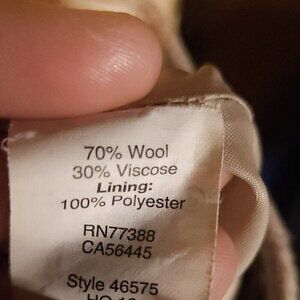 70% Wool
30% Viscose
Lining:
100% Polyester
RN77388
CA56445
Style 46575